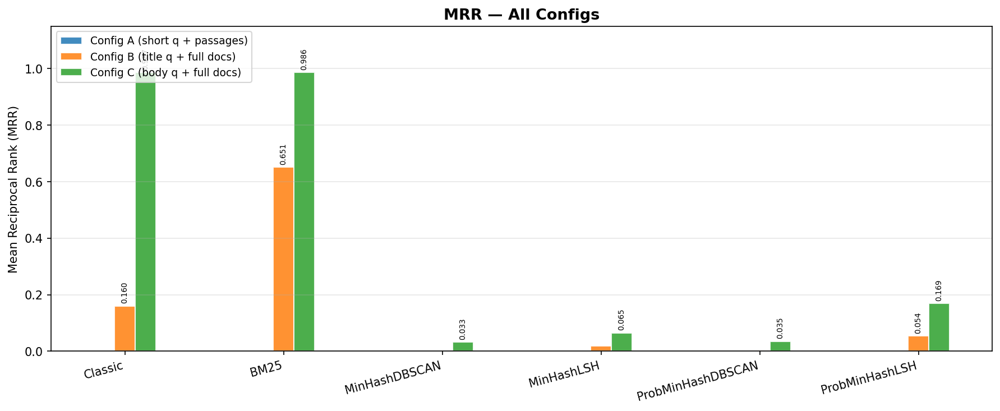 MRR — All Configs
Config A (short q + passages)
Config B (title q + full docs)
Config C (body q + full docs)
Mean Reciprocal Rank (MRR)
1.0
0.8
0.6
0.4
0.2
0.0
0.160
0.651
0.986
0.033
0.065
0.035
0.054
0.169
Classic
BM25
MinHashDBSCAN
MinHashLSH
ProbMinHashDBSCAN
ProbMinHashLSH